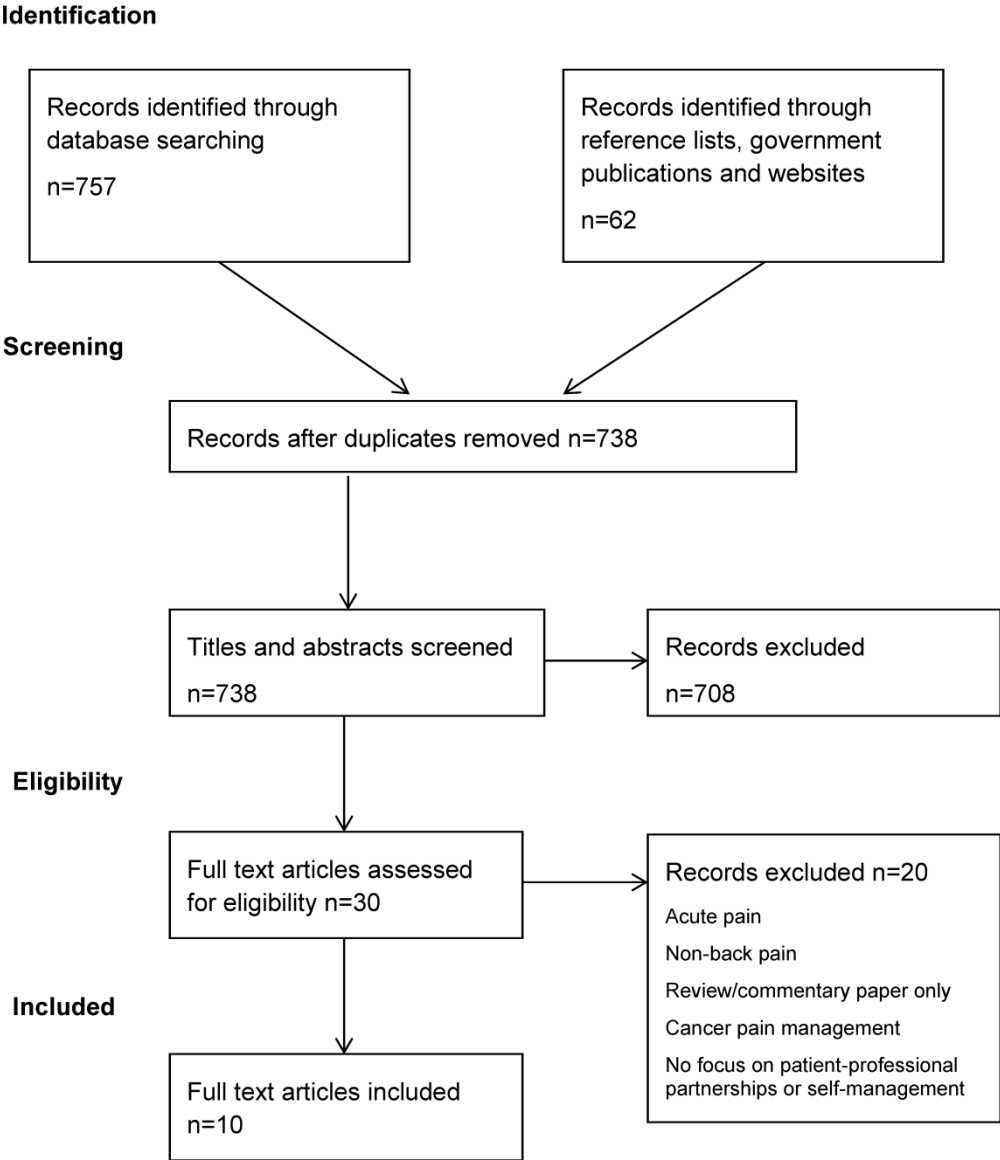 Identification
Records identified through
database searching
n=757
Records identified through
reference lists, government
publications and websites
n=62
Screening
Records after duplicates removed n=738
Titles and abstracts screened
n=738
Records excluded
n=708
Eligibility
Full text articles assessed
for eligibility n=30
Records excluded n=20
Acute pain
Non-back pain
Review/commentary paper only
Cancer pain management
No focus on patient-professional
partnerships or self-management
Included
Full text articles included
n=10